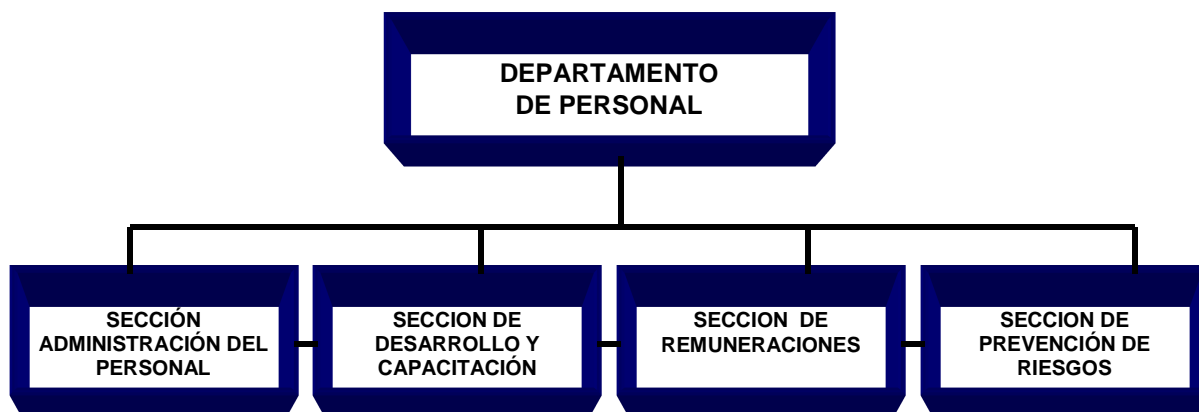 DEPARTAMENTO
DE PERSONAL
SECCIÓN
ADMINISTRACIÓN DEL
PERSONAL
SECCION DE
DESARROLLO Y
CAPACITACIÓN
SECCION DE
REMUNERACIONES
SECCION DE
PREVENCIÓN DE
RIESGOS